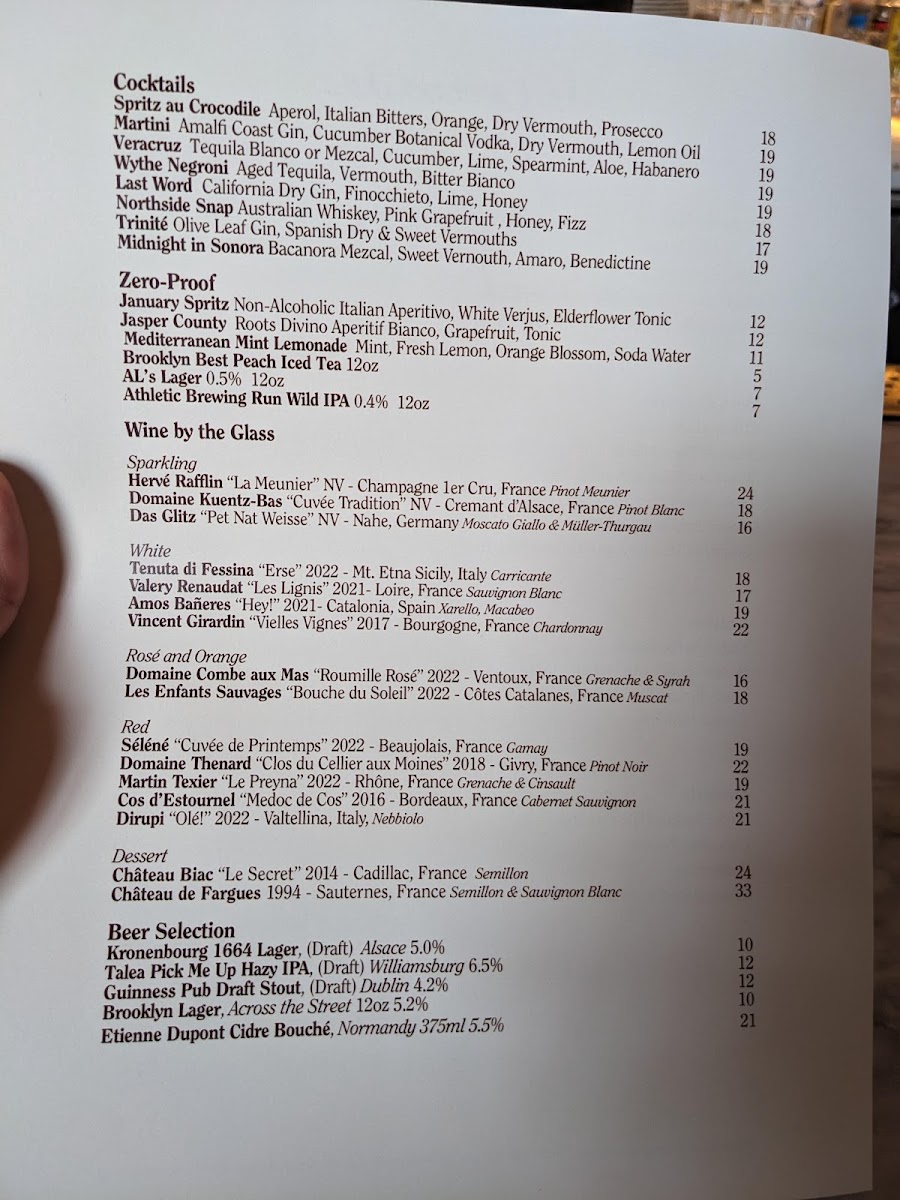 Cocktails
Spritz au Crocodile Aperol, Italian Bitters, Orange, Dry Vermouth, Prosecco 18
Martini Amalfi Coast Gin, Cucumber Botanical Vodka, Dry Vermouth, Lemon Oil 19
Veracruz Tequila Blanco or Mezcal, Cucumber, Lime, Spearmint, Aloe, Habanero 19
Wythe Negroni Aged Tequila, Vermouth, Bitter Bianco 19
Last Word California Dry Gin, Finocchieto, Lime, Honey 19
Northside Snap Australian Whiskey, Pink Grapefruit , Honey, Fizz 18
Trinité Olive Leaf Gin, Spanish Dry & Sweet Vermouths 17
Midnight in Sonora Bacanora Mezcal, Sweet Vernouth, Amaro, Benedictine 19
Zero-Proof
January Spritz Non-Alcoholic Italian Aperitivo, White Verjus, Elderflower Tonic 12
Jasper County Roots Divino Aperitif Bianco, Grapefruit, Tonic 12
Mediterranean Mint Lemonade Mint, Fresh Lemon, Orange Blossom, Soda Water 11
Brooklyn Best Peach Iced Tea 12oz 5
AL's Lager 0.5% 12oz 7
Athletic Brewing Run Wild IPA 0.4% 12oz 7
Wine by the Glass
Sparkling
Hervé Rafflin “La Meunier” NV - Champagne 1er Cru, France Pinot Meunier 24
Domaine Kuentz-Bas “Cuvée Tradition” NV - Cremant d'Alsace, France Pinot Blanc 18
Das Glitz “Pet Nat Weisse” NV - Nahe, Germany Moscato Giallo & Müller-Thurgau 16
White
Tenuta di Fessina “Erse” 2022 - Mt. Etna Sicily, Italy Carricante 18
Valery Renaudat “Les Lignis” 2021- Loire, France Sauvignon Blanc 17
Amos Bañeres “Hey!” 2021- Catalonia, Spain Xarello, Macabeo 19
Vincent Girardin “Vielles Vignes” 2017 - Bourgogne, France Chardonnay 22
Rosé and Orange
Domaine Combe aux Mas “Roumille Rosé” 2022 - Ventoux, France Grenache & Syrah 16
Les Enfants Sauvages “Bouche du Soleil” 2022 - Côtes Catalanes, France Muscat 18
Red
Séléné “Cuvée de Printemps” 2022 - Beaujolais, France Gamay 19
Domaine Thenard “Clos du Cellier aux Moines” 2018 - Givry, France Pinot Noir 22
Martin Texier “Le Preyna” 2022 - Rhône, France Grenache & Cinsault 19
Cos d'Estournel “Medoc de Cos” 2016 - Bordeaux, France Cabernet Sauvignon 21
Dirupi “Olé!” 2022 - Valtellina, Italy, Nebbiolo 21
Dessert
Château Biac “Le Secret” 2014 - Cadillac, France Semillon 24
Château de Fargues 1994 - Sauternes, France Semillon & Sauvignon Blanc 33
Beer Selection
Kronenbourg 1664 Lager, (Draft) Alsace 5.0% 10
Talea Pick Me Up Hazy IPA, (Draft) Williamsburg 6.5% 12
Guinness Pub Draft Stout, (Draft) Dublin 4.2% 12
Brooklyn Lager, Across the Street 12oz 5.2% 10
Etienne Dupont Cidre Bouché, Normandy 375ml 5.5% 21